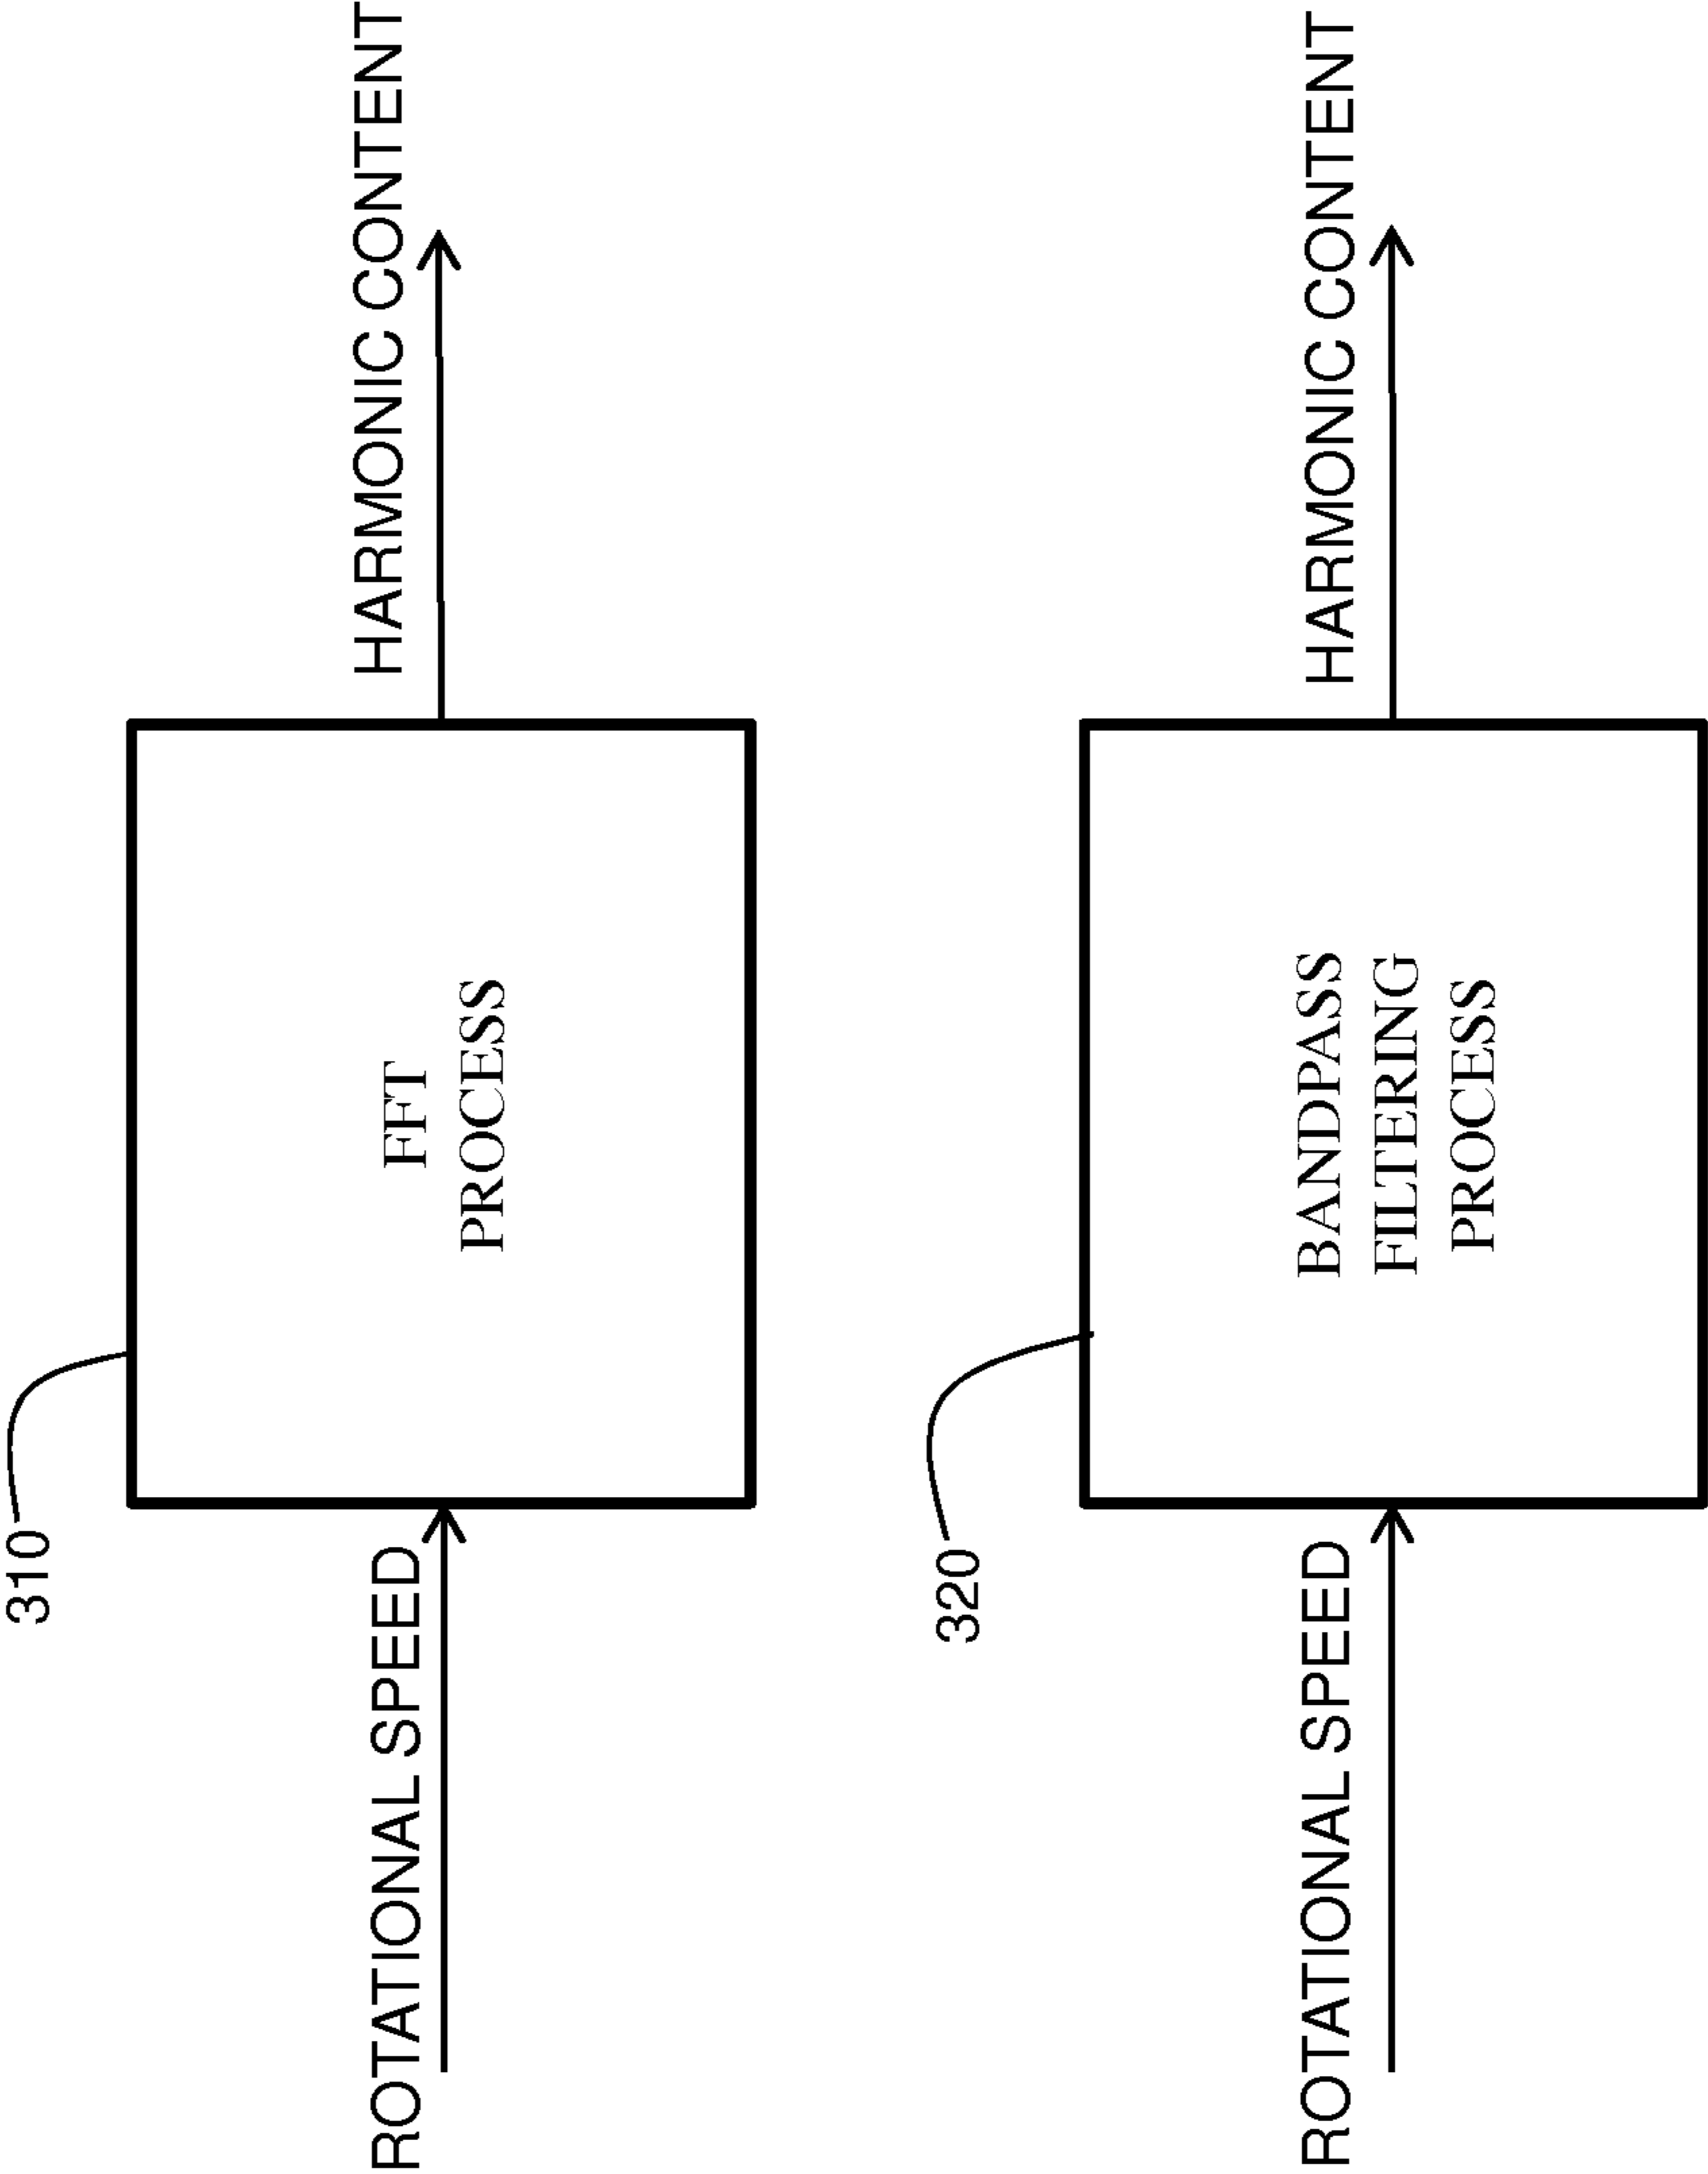 310
ROTATIONAL SPEED
FFT
PROCESS
HARMONIC CONTENT
320
ROTATIONAL SPEED
BANDPASS
FILTERING
PROCESS
HARMONIC CONTENT